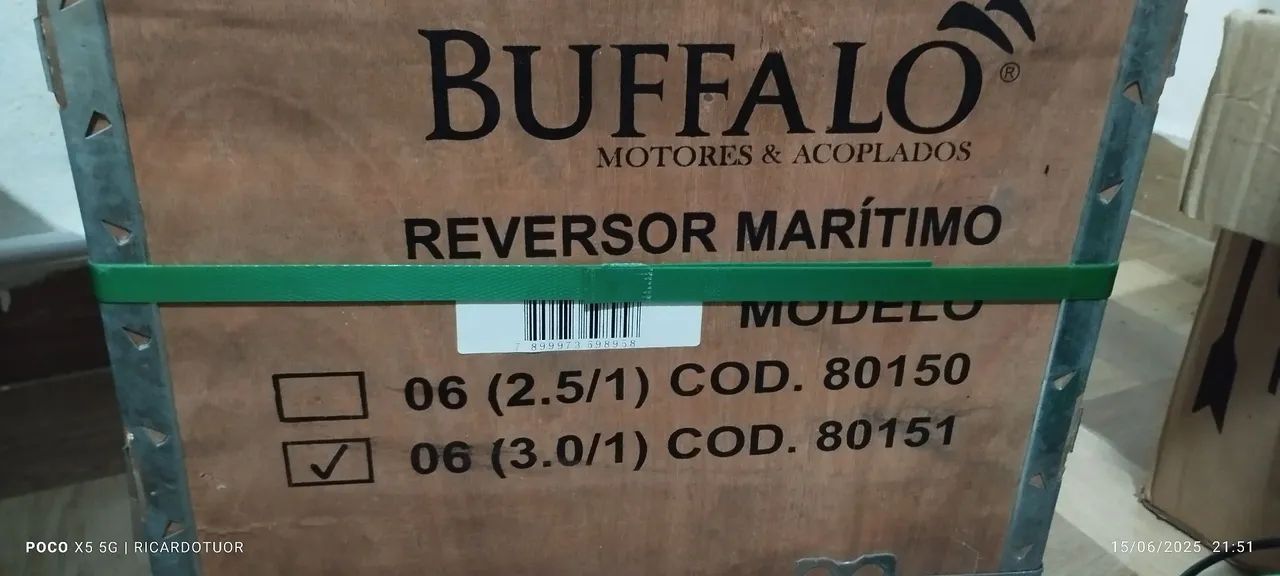 BUFFALO®
MOTORES & ACOPLADOS
REVERSOR MARÍTIMO
MODELO
7 899973 598958
06 (2.5/1) COD. 80150
06 (3.0/1) COD. 80151
POCO X5 5G | RICARDOTUOR
15/06/2025 21:51